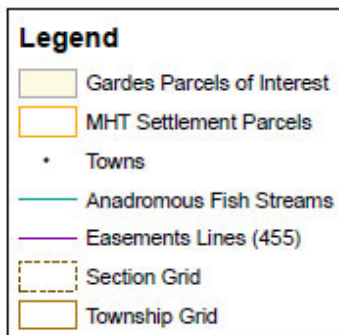 Legend
Gardes Parcels of Interest
MHT Settlement Parcels
Towns
Anadromous Fish Streams
Easements Lines (455)
Section Grid
Township Grid